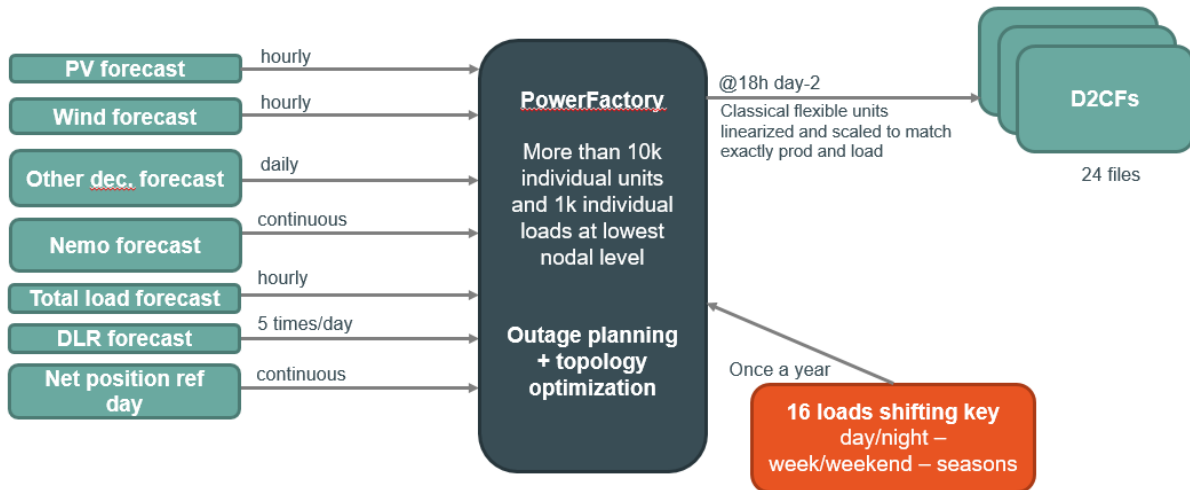 PV forecast
hourly
Wind forecast
hourly
Other dec. forecast
daily
Nemo forecast
continuous
Total load forecast
hourly
DLR forecast
5 times/day
Net position ref
day
continuous
PowerFactory
More than 10k
individual units
and 1k individual
loads at lowest
nodal level
Outage planning
+ topology
optimization
@18h day-2
Classical flexible units
linearized and scaled to match
exactly prod and load
D2CFs
24 files
Once a year
16 loads shifting key
day/night –
week/weekend – seasons